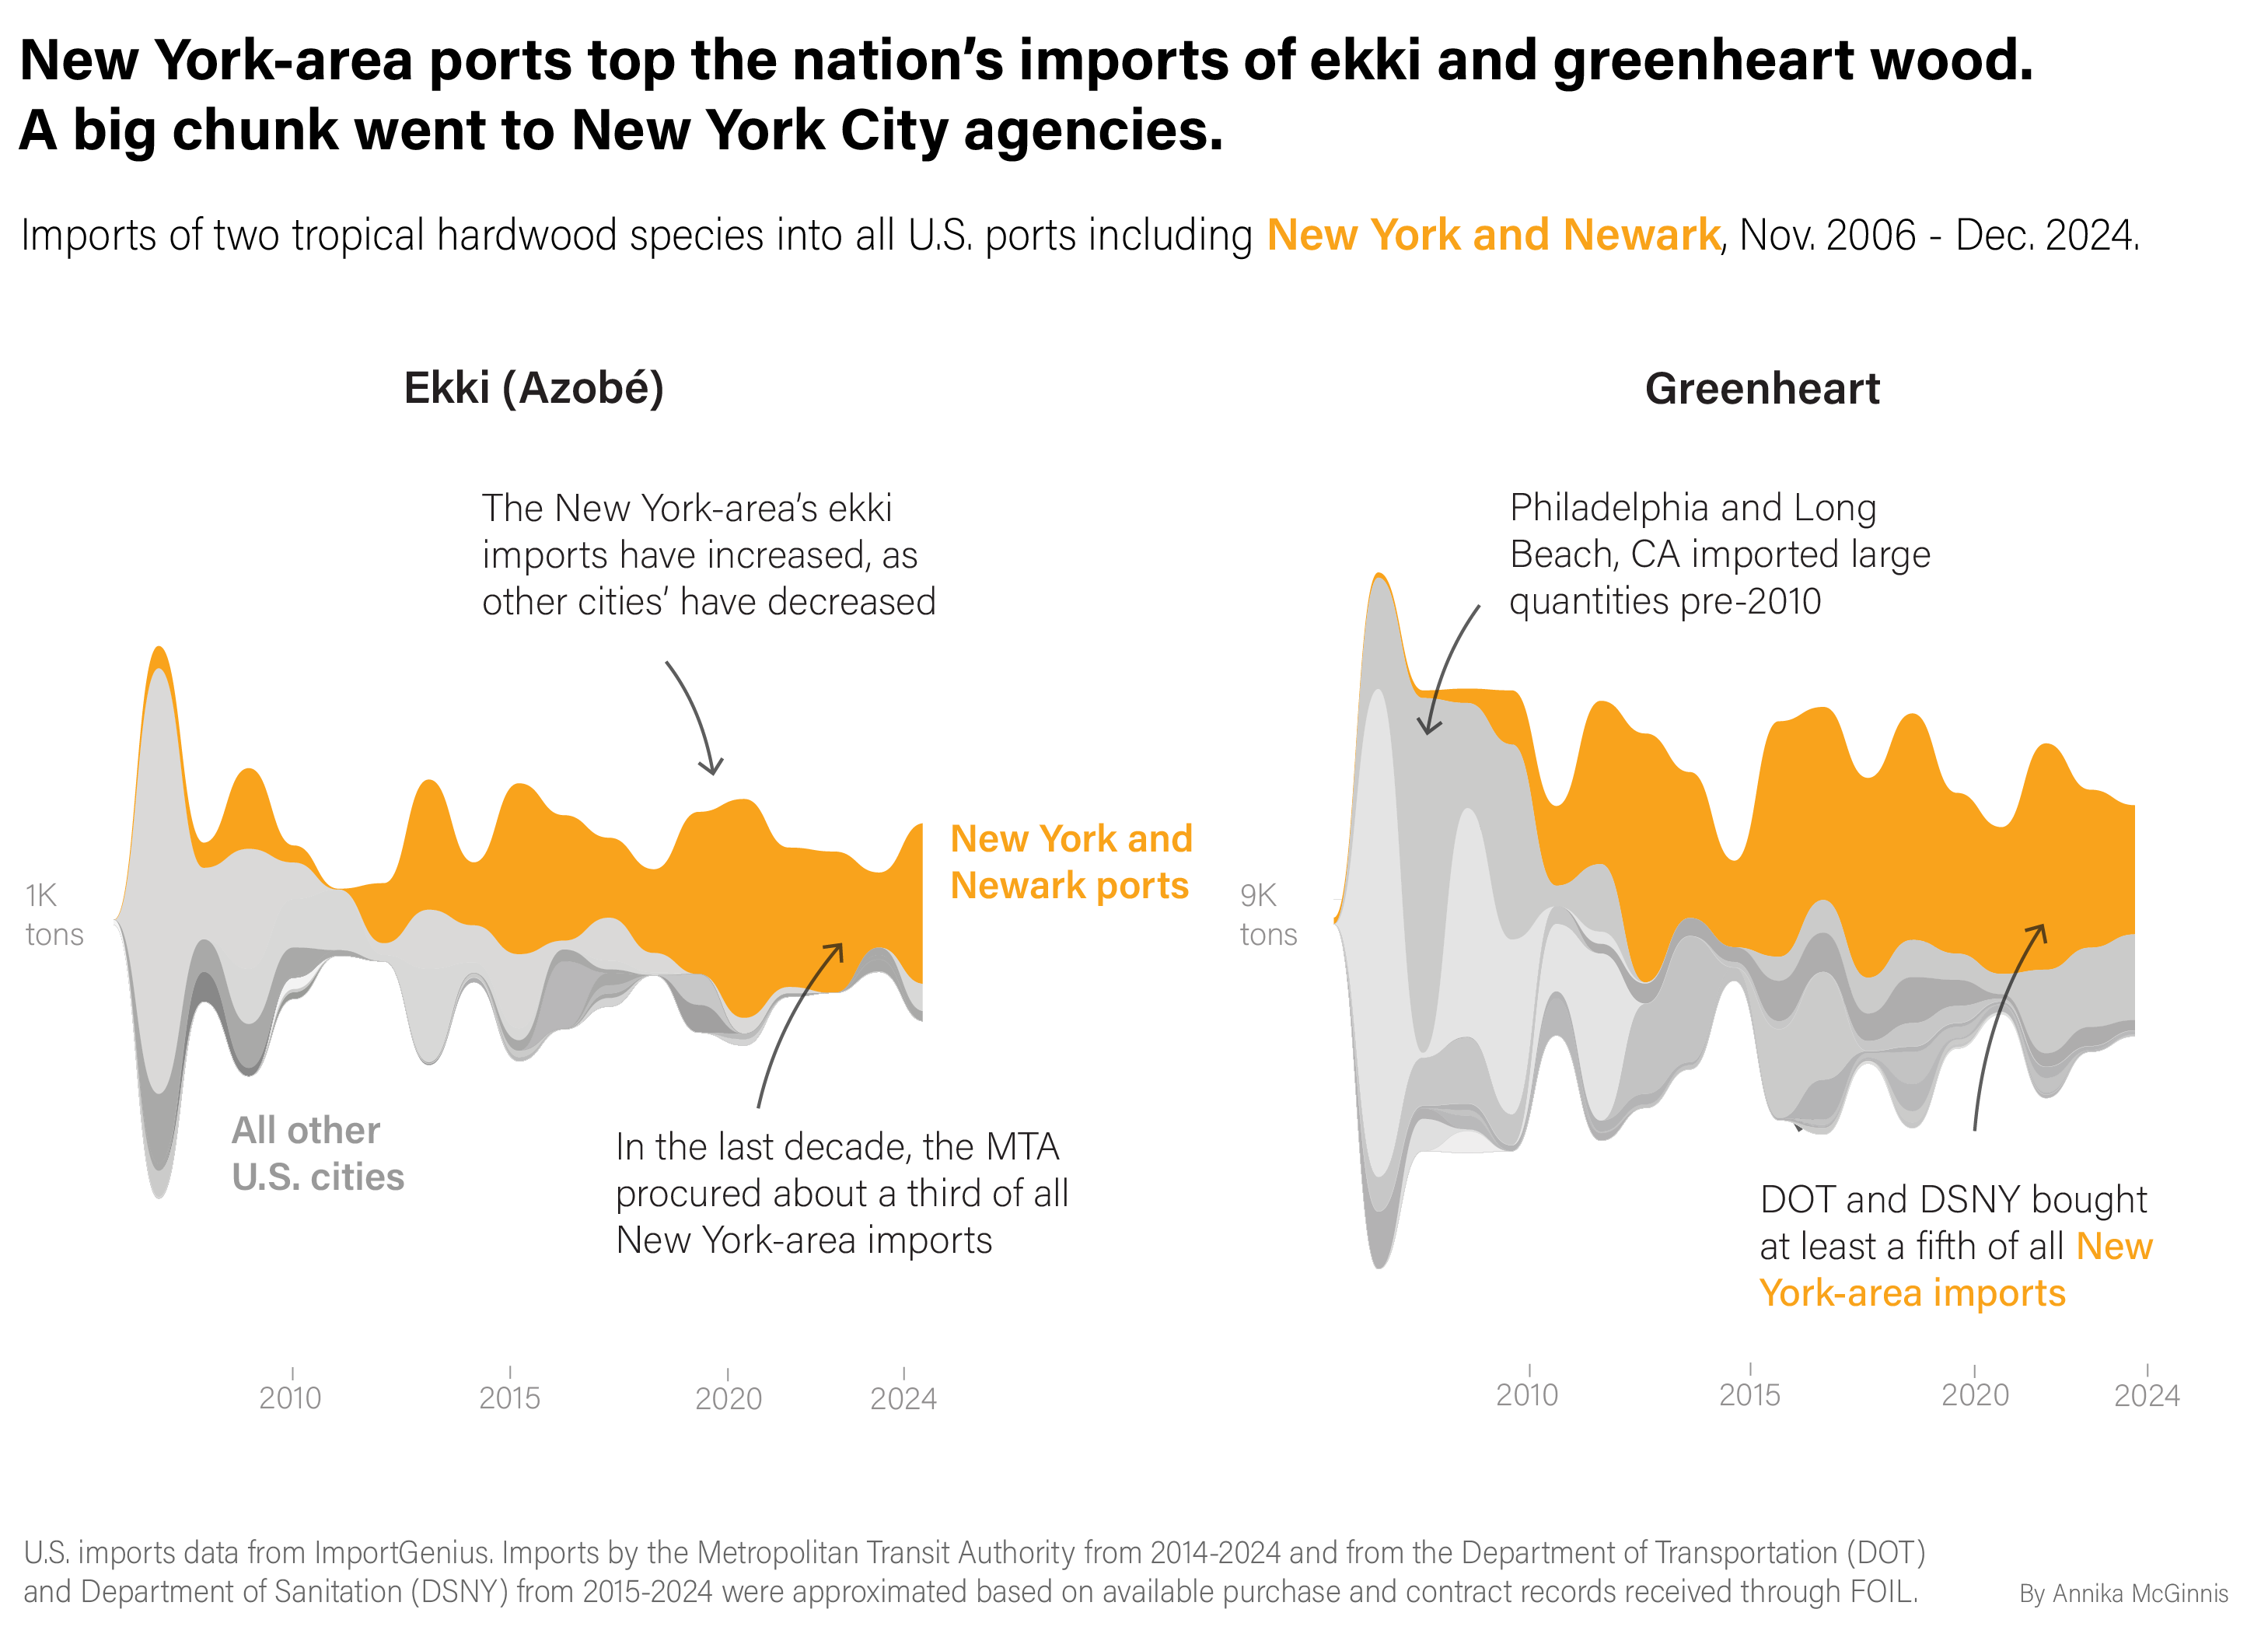 New York-area ports top the nation’s imports of ekki and greenheart wood.
A big chunk went to New York City agencies.
Imports of two tropical hardwood species into all U.S. ports including New York and Newark, Nov. 2006 - Dec. 2024.
Ekki (Azobé)
The New York-area’s ekki
imports have increased, as
other cities’ have decreased
1K
tons
New York and
Newark ports
All other
U.S. cities
In the last decade, the MTA
procured about a third of all
New York-area imports
2010
2015
2020
2024
Greenheart
Philadelphia and Long
Beach, CA imported large
quantities pre-2010
9K
tons
DOT and DSNY bought
at least a fifth of all New
York-area imports
2010
2015
2020
2024
U.S. imports data from ImportGenius. Imports by the Metropolitan Transit Authority from 2014-2024 and from the Department of Transportation (DOT)
and Department of Sanitation (DSNY) from 2015-2024 were approximated based on available purchase and contract records received through FOIL.
By Annika McGinnis